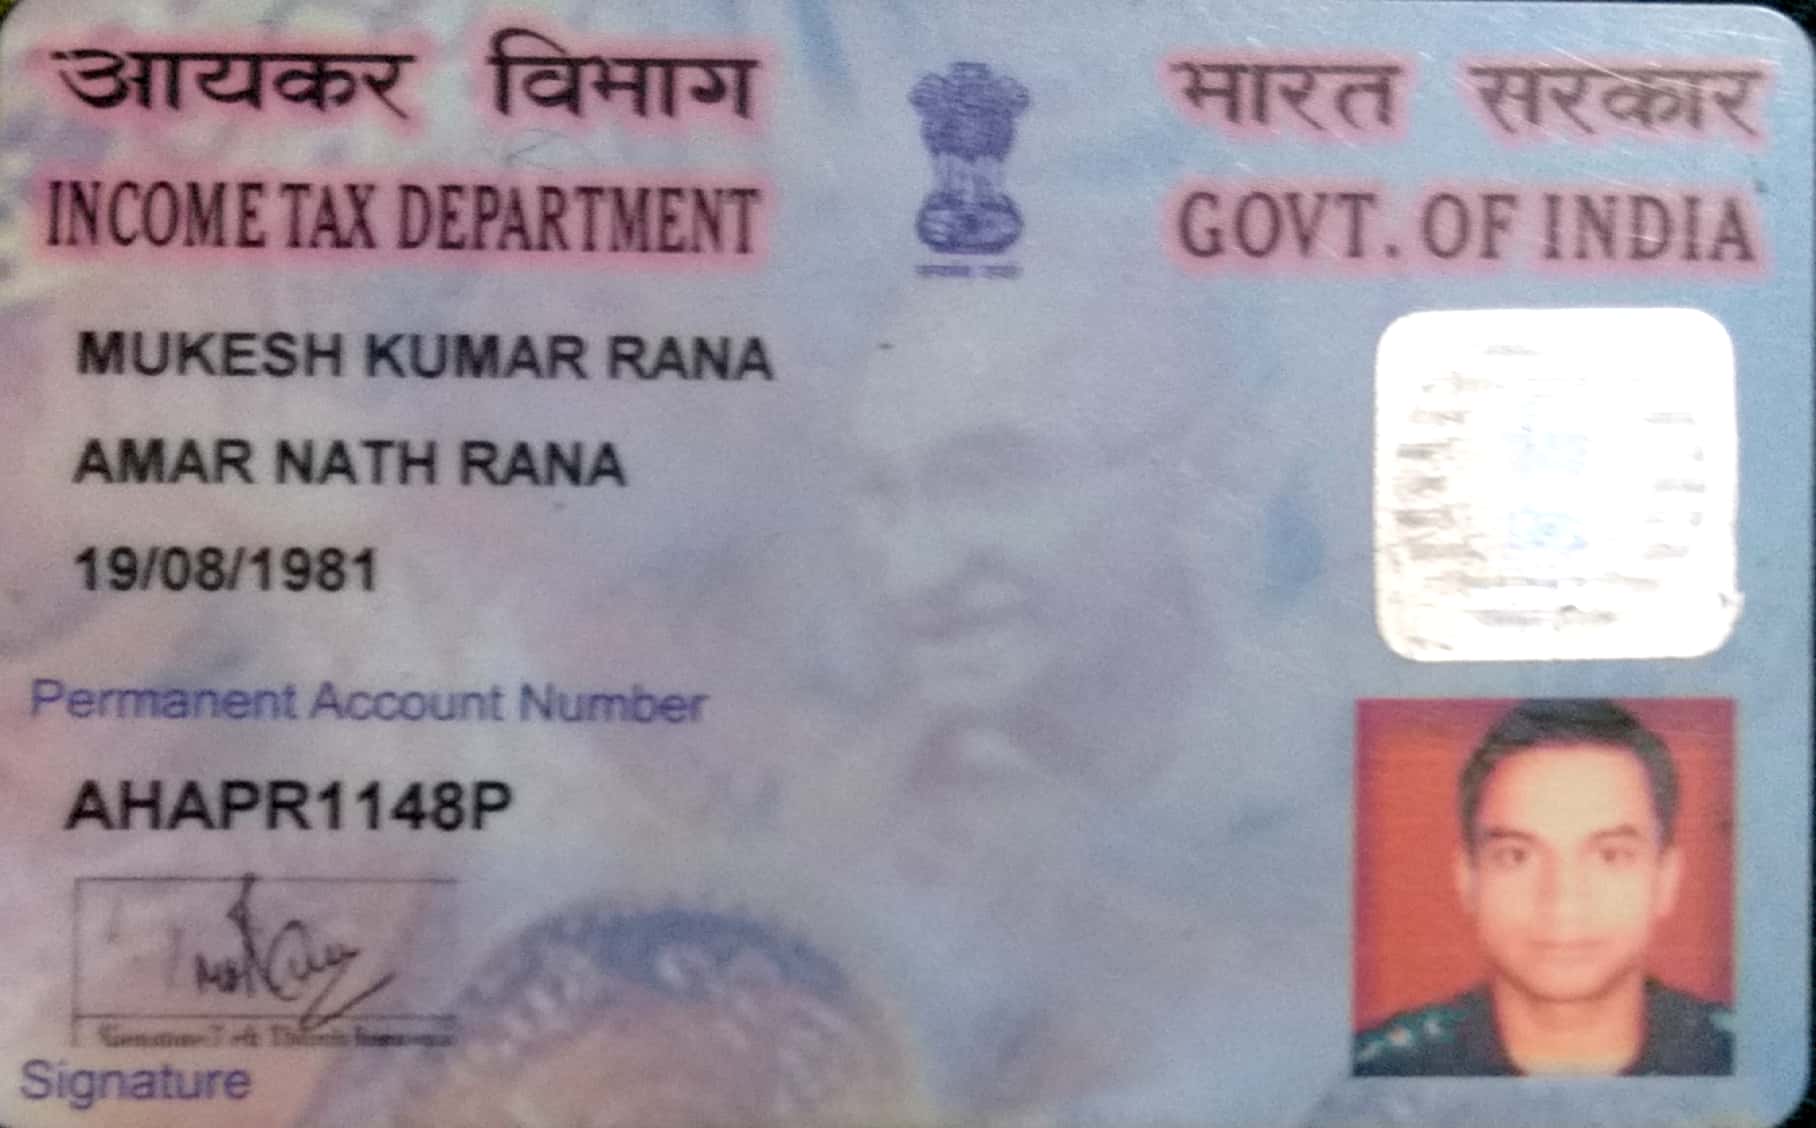 आयकर विभाग
INCOME TAX DEPARTMENT
भारत सरकार
GOVT. OF INDIA
MUKESH KUMAR RANA
AMAR NATH RANA
19/08/1981
Permanent Account Number
AHAPR1148P
Signature